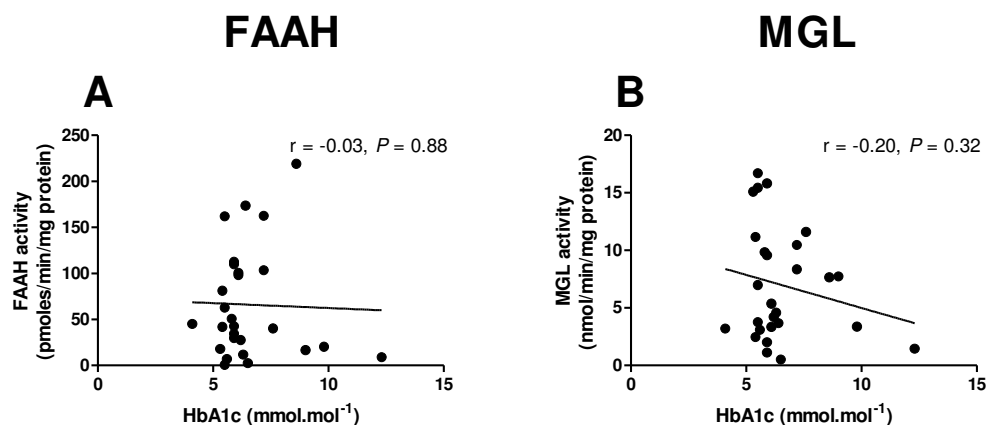 FAAH
MGL
A
B
r = -0.03, P = 0.88
r = -0.20, P = 0.32
FAAH activity
(pmoles/min/mg protein)
250
200
150
100
50
0
0
5
10
15
HbA1c (mmol.mol⁻¹)
MGL activity
(nmol/min/mg protein)
20
15
10
5
0
0
5
10
15
HbA1c (mmol.mol⁻¹)